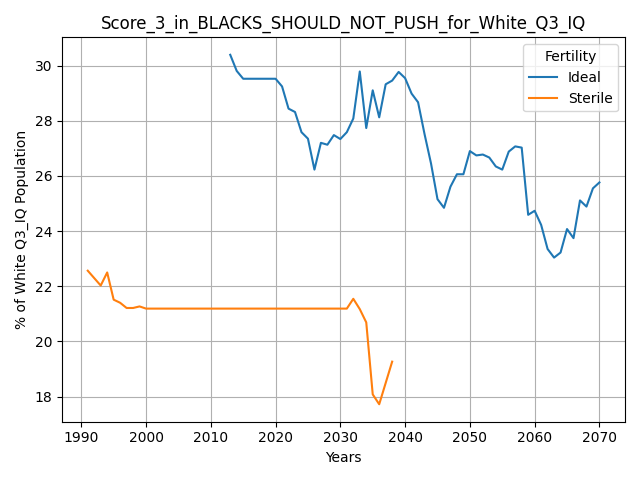 Score_3_in_BLACKS_SHOULD_NOT_PUSH_for_White_Q3_IQ
Fertility
Ideal
Sterile
% of White Q3_IQ Population
30
28
26
24
22
20
18
1990 2000 2010 2020 2030 2040 2050 2060 2070
Years